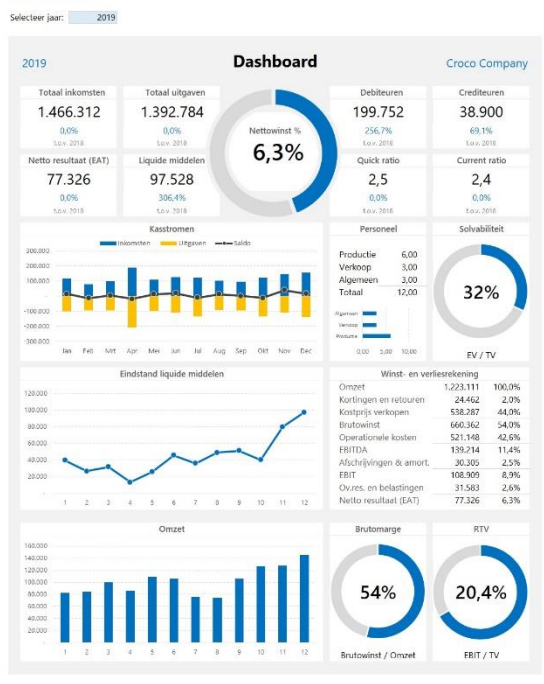 Selecteer jaar: 2019
2019 Dashboard Croco Company
Totaal inkomsten Totaal uitgaven Debiteuren Crediteuren
1.466.312 1.392.784 199.752 38.900
0,0% 0,0% 256,7% 69,1%
t.o.v. 2018 t.o.v. 2018 t.o.v. 2018 t.o.v. 2018
Nettowinst %
6,3%
Netto resultaat (EAT) Liquide middelen Quick ratio Current ratio
77.326 97.528 2,5 2,4
0,0% 306,4% 0,0% 0,0%
t.o.v. 2018 t.o.v. 2018 t.o.v. 2018 t.o.v. 2018
Kasstromen
Inkomsten Uitgaven Saldo
300.000
200.000
100.000
-
-100.000
-200.000
-300.000
Jan Feb Mrt Apr Mei Jun Jul Aug Sep Okt Nov Dec
Personeel
Productie 6,00
Verkoop 3,00
Algemeen 3,00
Totaal 12,00
Algemeen
Verkoop
Productie
0,00 5,00 10,00
Solvabiliteit
32%
EV / TV
Eindstand liquide middelen
120.000
100.000
80.000
60.000
40.000
20.000
-
1 2 3 4 5 6 7 8 9 10 11 12
Winst- en verliesrekening
Omzet 1.223.111 100,0%
Kortingen en retouren 24.462 2,0%
Kostprijs verkopen 538.287 44,0%
Brutowinst 660.362 54,0%
Operationele kosten 521.148 42,6%
EBITDA 139.214 11,4%
Afschrijvingen & amort. 30.305 2,5%
EBIT 108.909 8,9%
Ov.res. en belastingen 31.583 2,6%
Netto resultaat (EAT) 77.326 6,3%
Omzet
160.000
140.000
120.000
100.000
80.000
60.000
40.000
20.000
-
1 2 3 4 5 6 7 8 9 10 11 12
Brutomarge
54%
Brutowinst / Omzet
RTV
20,4%
EBIT / TV